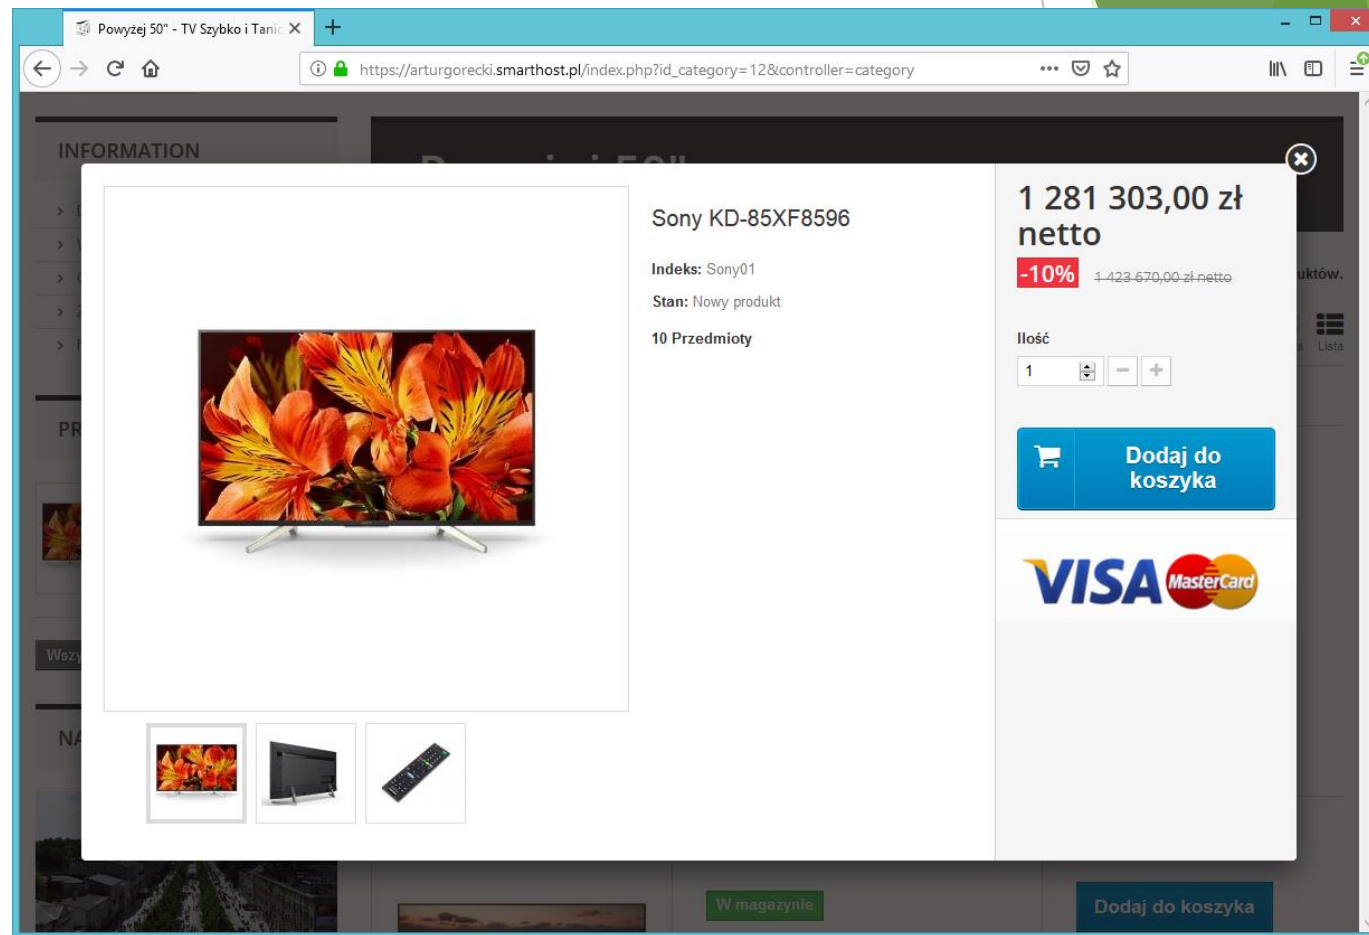 Powyżej 50" - TV Szybko i Tanio
https://arturgorecki.smarthost.pl/index.php?id_category=12&controller=category
INFORMATION
Sony KD-85XF8596
Indeks: Sony01
Stan: Nowy produkt
10 Przedmioty
1 281 303,00 zł
netto
-10% 1 423 670,00 zł netto
Ilość
1
Dodaj do
koszyka
VISA MasterCard
Lista
W magazynie
Dodaj do koszyka